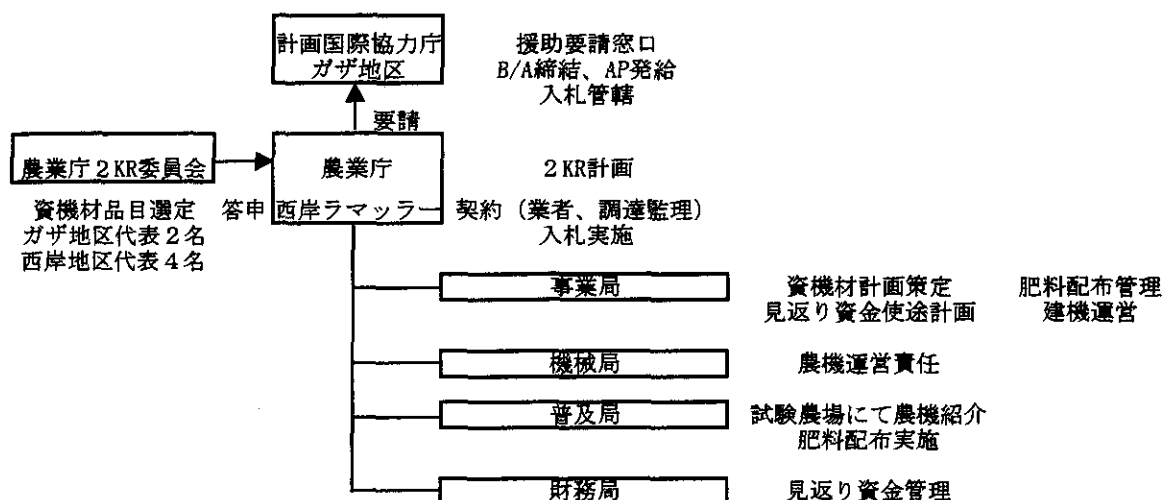 計画国際協力庁
ガザ地区
援助要請窓口
B/A締結、AP発給
入札管轄
要請
農業庁2KR委員会
農業庁
2KR計画
資機材品目選定 答申
西岸ラマッラー
契約（業者、調達監理）
ガザ地区代表2名
入札実施
西岸地区代表4名
事業局
資機材計画策定
肥料配布管理
見返り資金使途計画
建機運営
機械局
農機運営責任
普及局
試験農場にて農機紹介
肥料配布実施
財務局
見返り資金管理